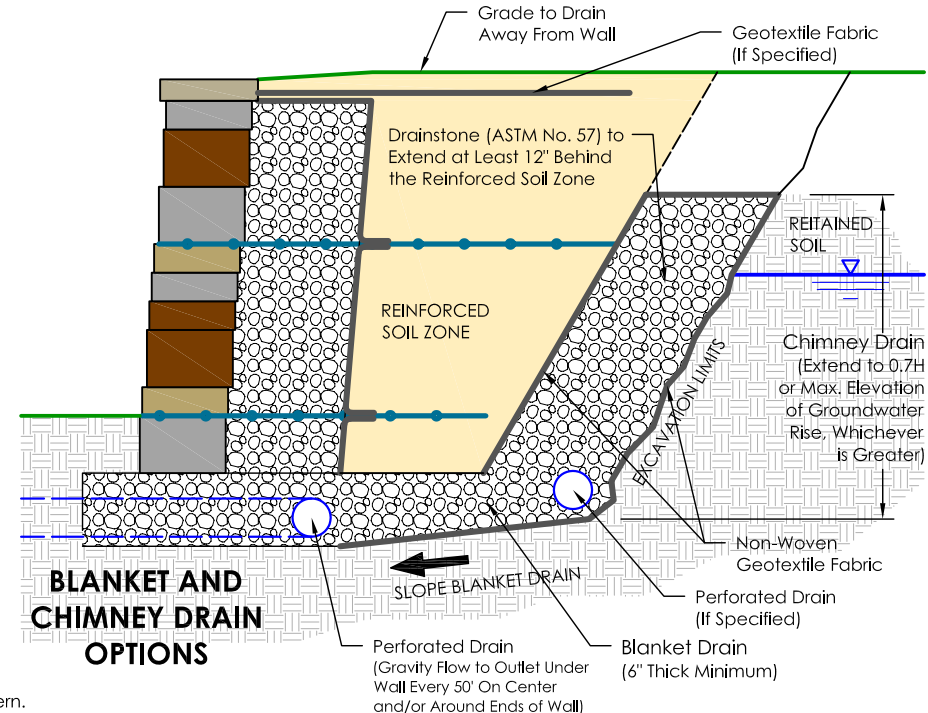 Grade to Drain
Away From Wall
Geotextile Fabric
(If Specified)
Drainstone (ASTM No. 57) to
Extend at Least 12" Behind
the Reinforced Soil Zone
REITAINED
SOIL
REINFORCED
SOIL ZONE
EXCAVATION LIMITS
Chimney Drain
(Extend to 0.7H
or Max. Elevation
of Groundwater
Rise, Whichever
is Greater)
Non-Woven
Geotextile Fabric
SLOPE BLANKET DRAIN
BLANKET AND
CHIMNEY DRAIN
OPTIONS
Perforated Drain
(If Specified)
Perforated Drain
(Gravity Flow to Outlet Under
Wall Every 50' On Center
and/or Around Ends of Wall)
Blanket Drain
(6" Thick Minimum)
ern.